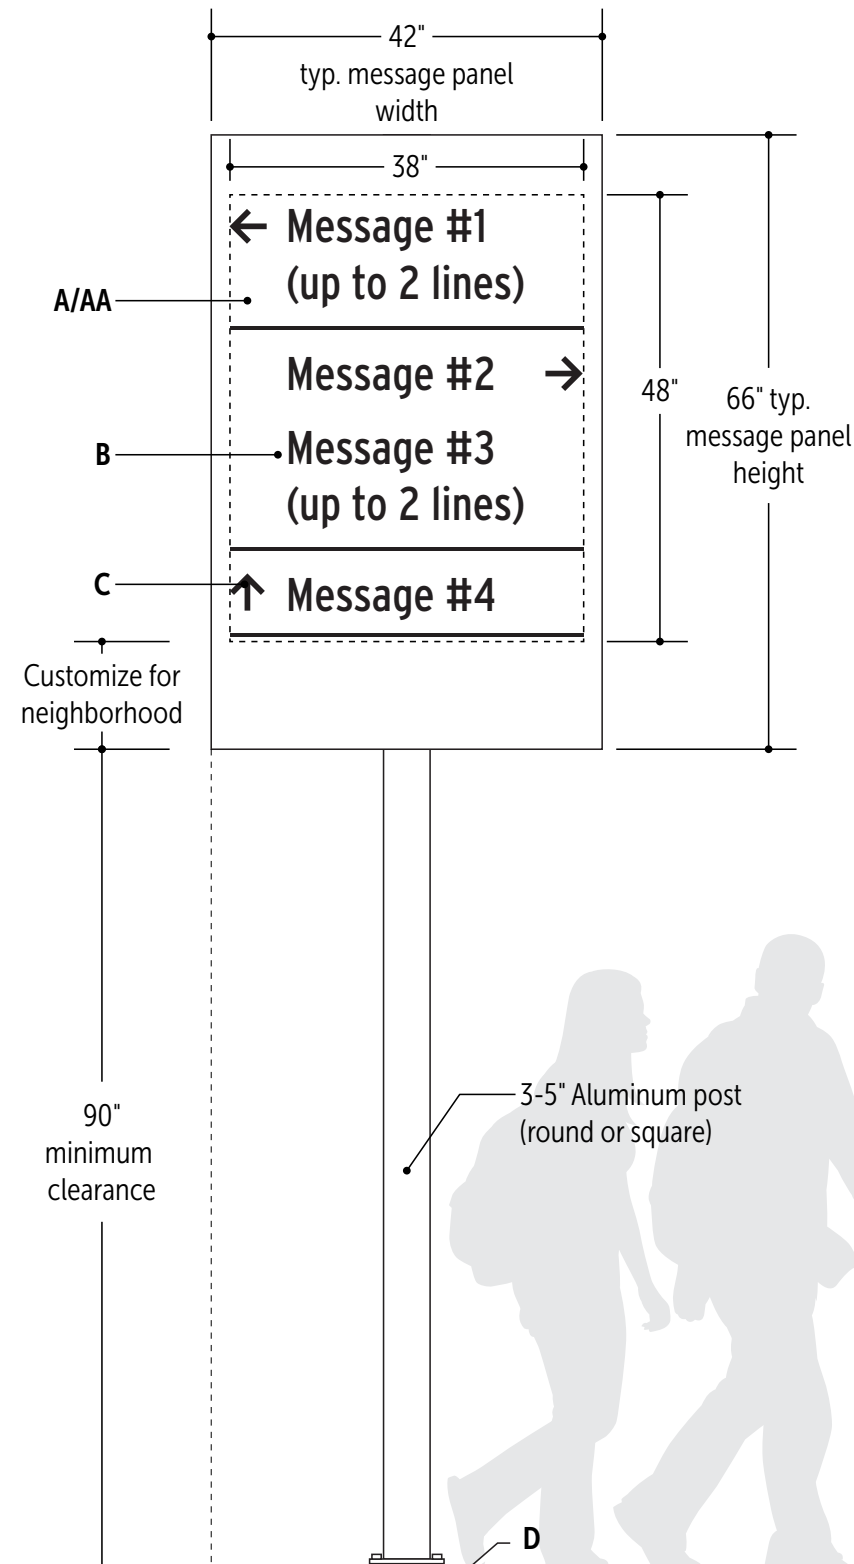 42"
typ. message panel
width
38"
← Message #1
(up to 2 lines)
A/AA
Message #2 →
48"
66" typ.
message panel
height
B
Message #3
(up to 2 lines)
C
↑ Message #4
Customize for
neighborhood
3-5" Aluminum post
(round or square)
90"
minimum
clearance
D